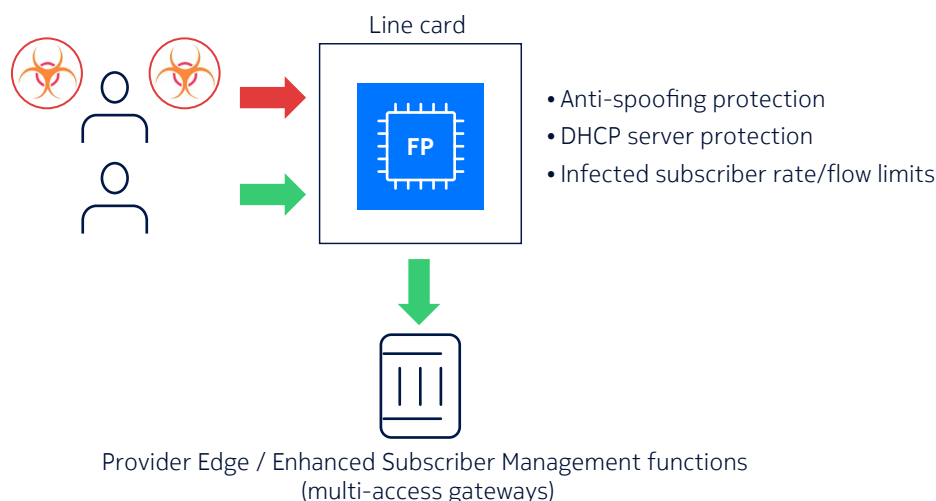 Line card
FP
• Anti-spoofing protection
• DHCP server protection
• Infected subscriber rate/flow limits
Provider Edge / Enhanced Subscriber Management functions
(multi-access gateways)